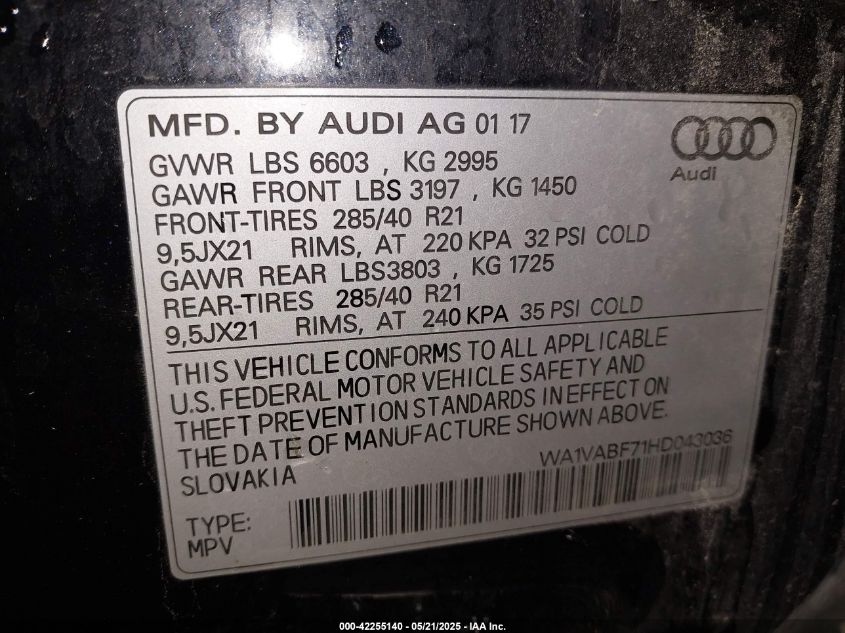 MFD. BY AUDI AG 01 17
Audi
GVWR LBS 6603 , KG 2995
GAWR FRONT LBS 3197 , KG 1450
FRONT-TIRES 285/40 R21
9,5JX21 RIMS, AT 220 KPA 32 PSI COLD
GAWR REAR LBS3803 , KG 1725
REAR-TIRES 285/40 R21
9,5JX21 RIMS, AT 240 KPA 35 PSI COLD
THIS VEHICLE CONFORMS TO ALL APPLICABLE
U.S. FEDERAL MOTOR VEHICLE SAFETY AND
THEFT PREVENTION STANDARDS IN EFFECT ON
THE DATE OF MANUFACTURE SHOWN ABOVE.
SLOVAKIA
WA1VABF71HD043036
TYPE:
MPV
000-42255140 - 05/21/2025 - IAA Inc.